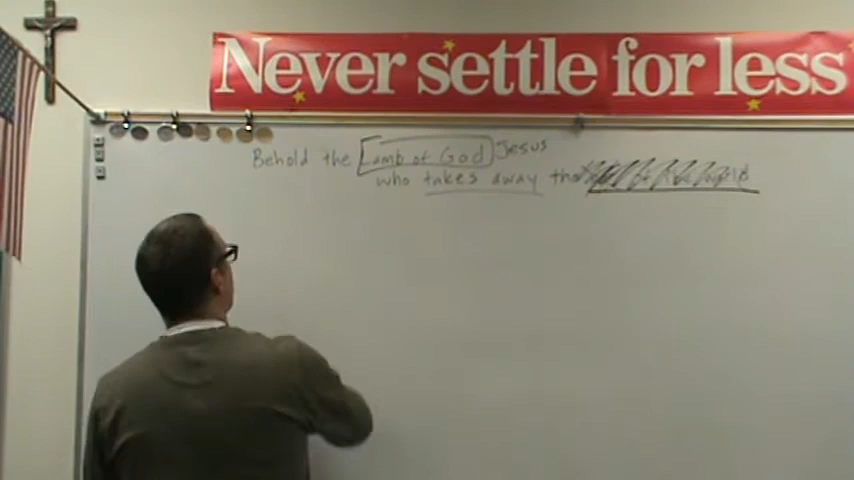 Never settle for less
Behold the Lamb of God Jesus
who takes away the